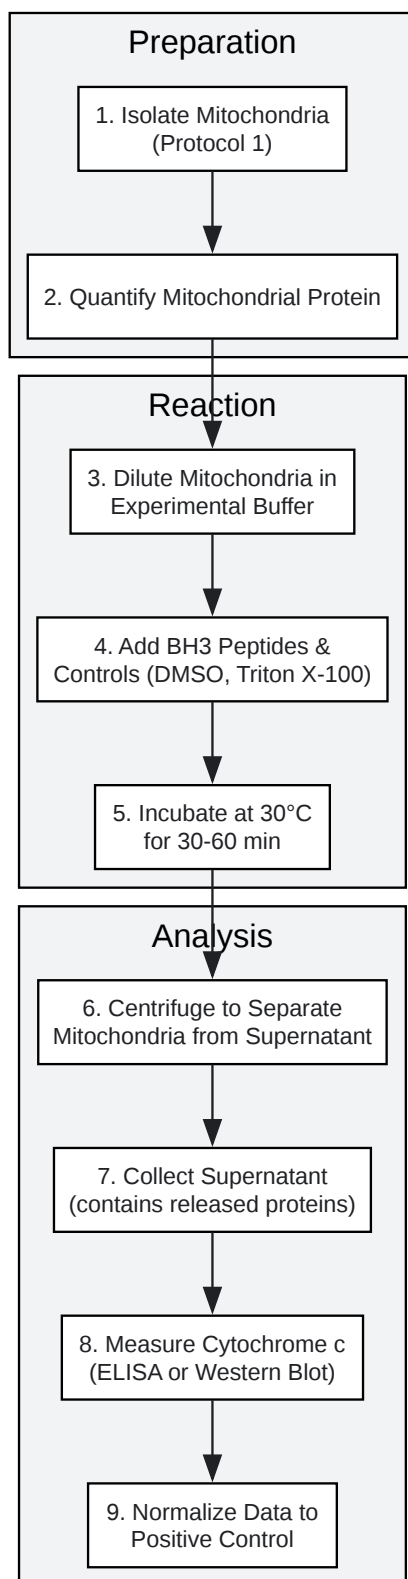 Preparation
1. Isolate Mitochondria
(Protocol 1)
2. Quantify Mitochondrial Protein
Reaction
3. Dilute Mitochondria in
Experimental Buffer
4. Add BH3 Peptides &
Controls (DMSO, Triton X-100)
5. Incubate at 30°C
for 30-60 min
Analysis
6. Centrifuge to Separate
Mitochondria from Supernatant
7. Collect Supernatant
(contains released proteins)
8. Measure Cytochrome c
(ELISA or Western Blot)
9. Normalize Data to
Positive Control